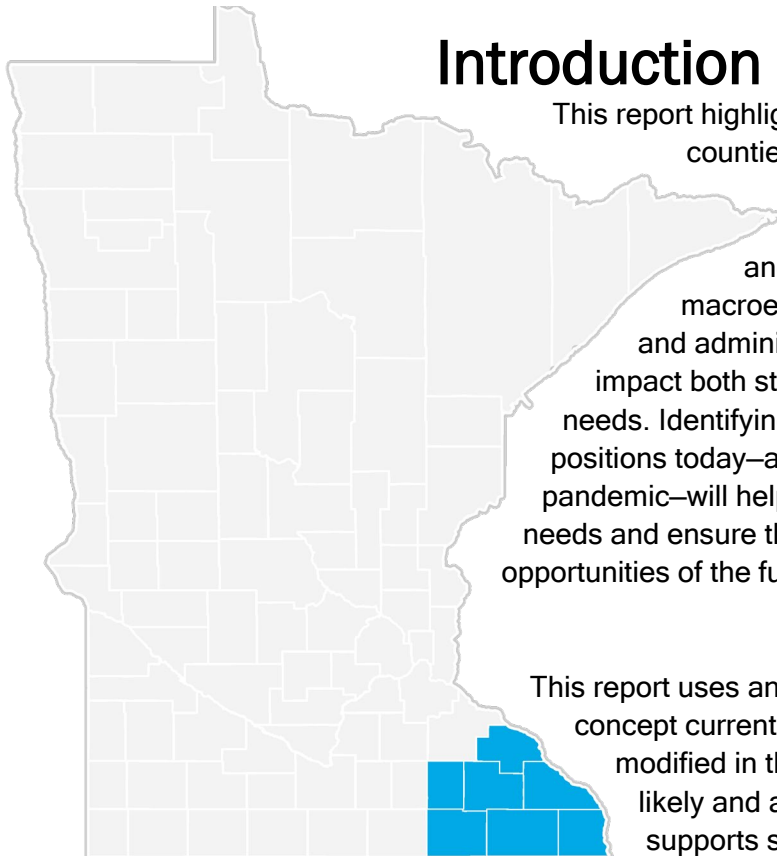 Introduction
This report highlig
countie
an
macroe
and admini
impact both st
needs. Identifyin
positions today—a
pandemic—will help
needs and ensure th
opportunities of the fu
This report uses an
concept current
modified in th
likely and a
supports s